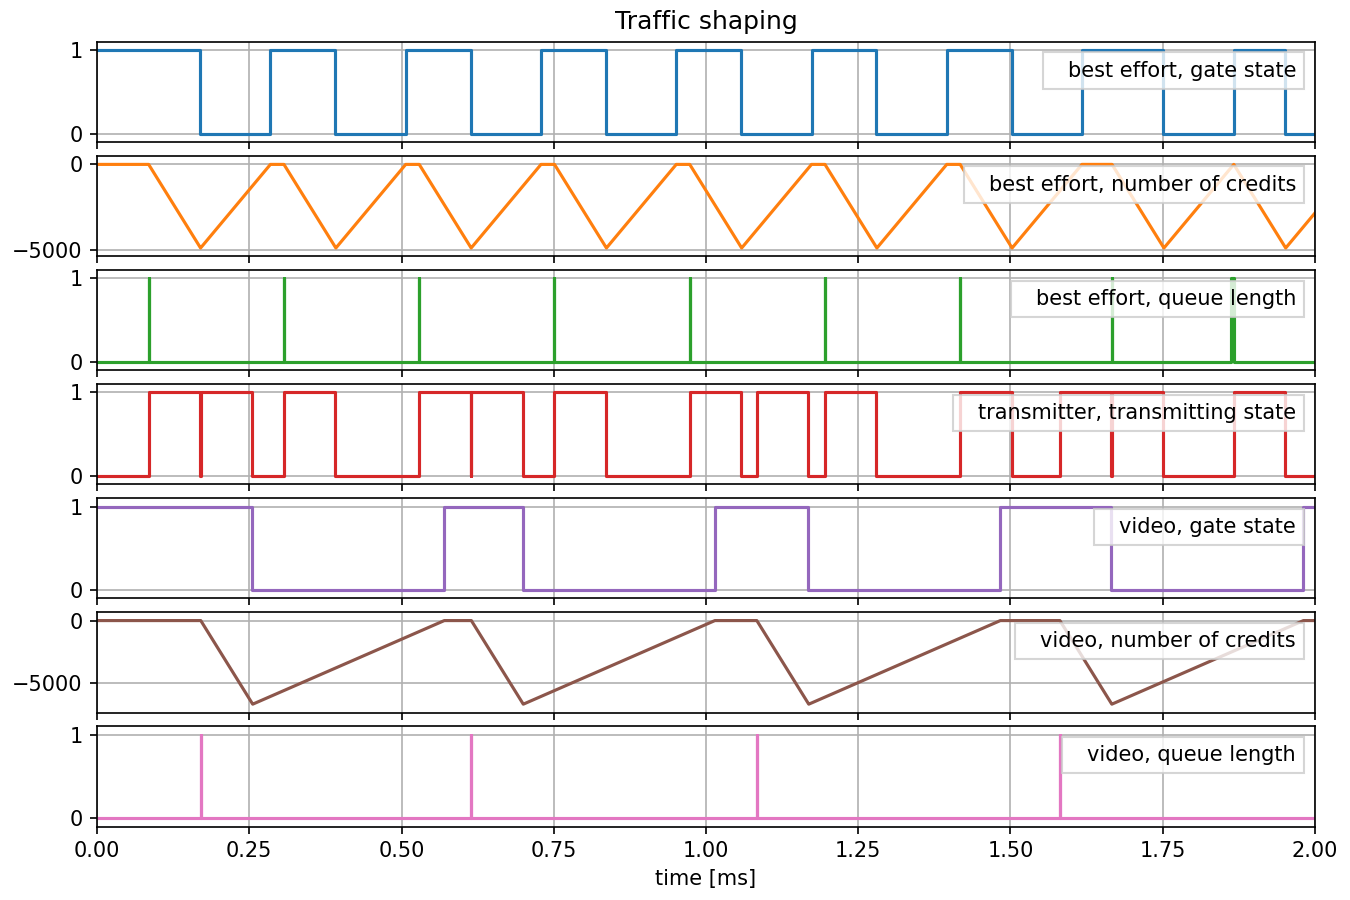 Traffic shaping
1
best effort, gate state
0
0
best effort, number of credits
−5000
1
best effort, queue length
0
1
transmitter, transmitting state
0
1
video, gate state
0
0
video, number of credits
−5000
1
video, queue length
0
0.00 0.25 0.50 0.75 1.00 1.25 1.50 1.75 2.00
time [ms]